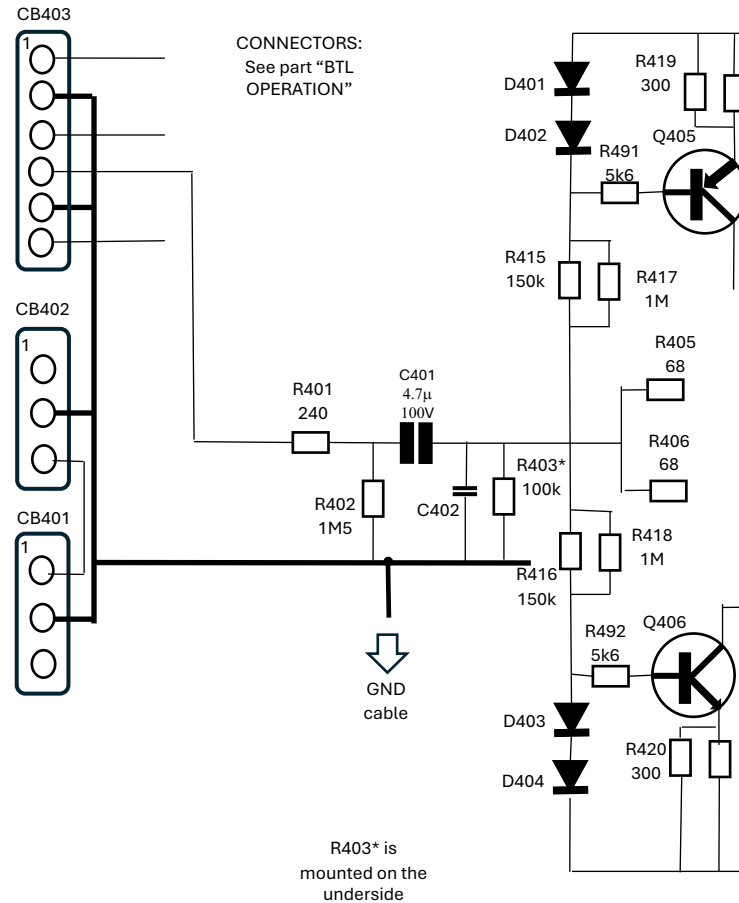 CB403
1
CONNECTORS:
See part “BTL
OPERATION”
D401
D402
R419
300
Q405
R491
5k6
R415
150k
R417
1M
CB402
1
R405
68
C401
4.7µ
100V
R401
240
R406
68
R403*
100k
R402
1M5
C402
CB401
1
R418
1M
R416
150k
R492
5k6
Q406
GND
cable
D403
D404
R420
300
R403* is
mounted on the
underside